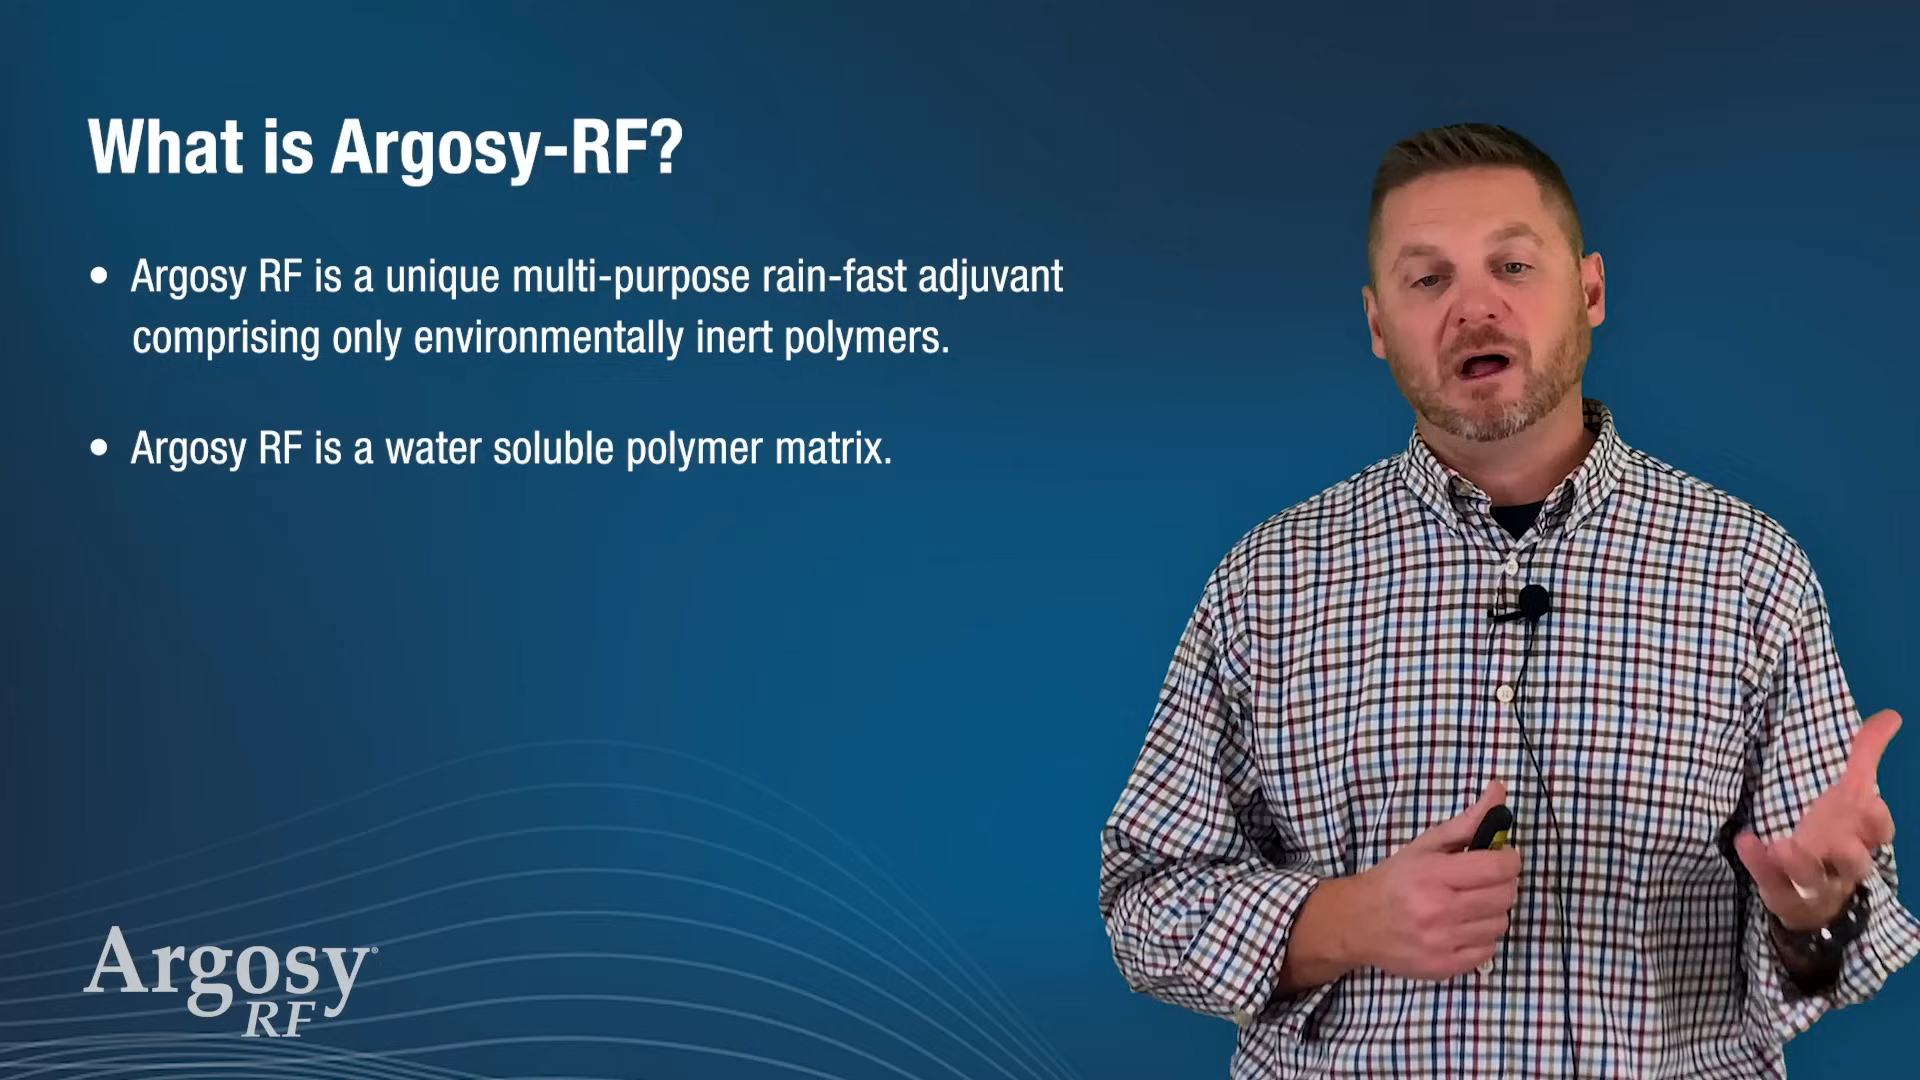 What is Argosy-RF?
• Argosy RF is a unique multi-purpose rain-fast adjuvant
comprising only environmentally inert polymers.
• Argosy RF is a water soluble polymer matrix.
Argosy®
RF